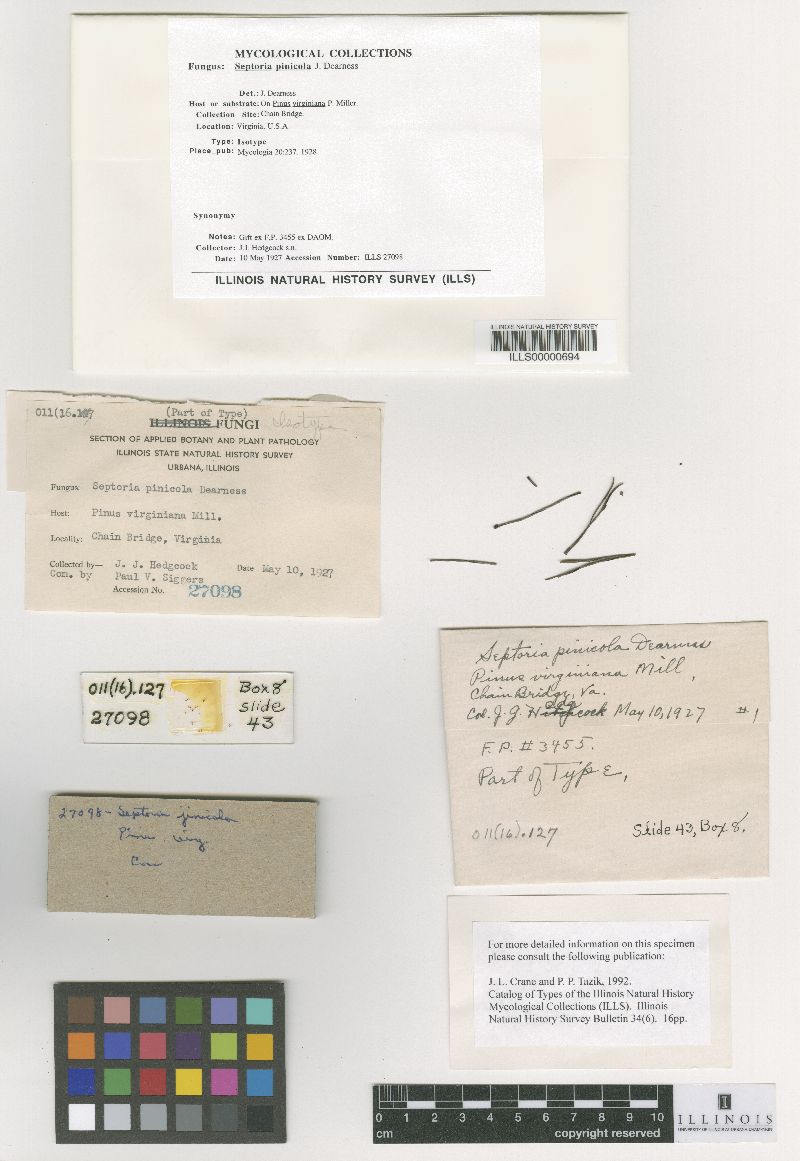 MYCOLOGICAL COLLECTIONS
Fungus: Septoria pinicola J. Dearness
Det.: J. Dearness
Host or substrate: On Pinus virginiana P. Miller.
Collection Site: Chain Bridge.
Location: Virginia, U.S.A.
Type: Isotype
Place pub: Mycologia 20:237. 1928.
Synonymy
Notes: Gift ex F.P. 3455 ex DAOM.
Collector: J.J. Hedgcock s.n.
Date: 10 May 1927 Accession Number: ILLS 27098
ILLINOIS NATURAL HISTORY SURVEY (ILLS)
ILLINOIS NATURAL HISTORY SURVEY
ILLS00000694
(Part of Type)
ILLINOIS FUNGI
SECTION OF APPLIED BOTANY AND PLANT PATHOLOGY
ILLINOIS STATE NATURAL HISTORY SURVEY
URBANA, ILLINOIS
Fungus: Septoria pinicola Dearness
Host: Pinus virginiana Mill.
Locality: Chain Bridge, Virginia
Collected by— J. J. Hedgcock Date May 10, 1927
Com. by Paul V. Siggers
Accession No. 27098
011(16).127
27098
Box 8
slide
43
Septoria pinicola Dearness
Pinus virginiana Mill.
Chain Bridge, Va.
Col. J. J. Hedgcock May 10, 1927 #1
F.P. # 3455.
Part of Type.
011(16).127
Slide 43, Box 8.
27098 - Septoria pinicola
Pinus virg.
For more detailed information on this specimen
please consult the following publication:
J. L. Crane and P. P. Tazik, 1992.
Catalog of Types of the Illinois Natural History
Mycological Collections (ILLS). Illinois
Natural History Survey Bulletin 34(6). 16pp.
0 1 2 3 4 5 6 7 8 9 10
cm
copyright reserved
I
ILLINOIS
UNIVERSITY OF ILLINOIS AT URBANA-CHAMPAIGN